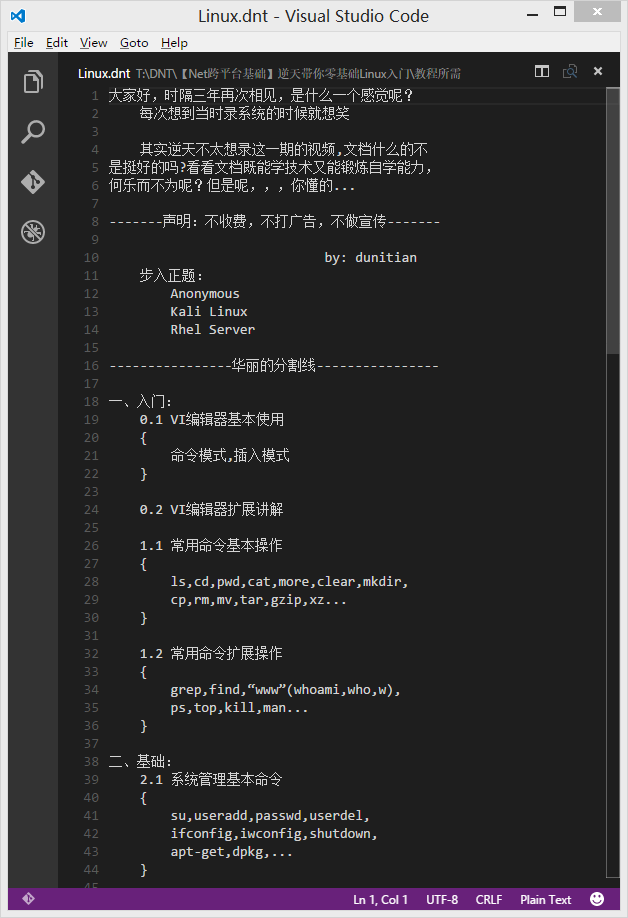 Linux.dnt - Visual Studio Code
File Edit View Goto Help
Linux.dnt T:\DNT\【Net跨平台基础】逆天带你零基础Linux入门\教程所需
1 大家好，时隔三年再次相见，是什么一个感觉呢？
2 每次想到当时录系统的时候就想笑
3
4 其实逆天不太想录这一期的视频,文档什么的不
5 是挺好的吗?看看文档既能学技术又能锻炼自学能力，
6 何乐而不为呢？但是呢，，，你懂的...
7
8 -------声明：不收费，不打广告，不做宣传-------
9
10 by: dunitian
11 步入正题：
12 Anonymous
13 Kali Linux
14 Rhel Server
15
16 ----------------华丽的分割线----------------
17
18 一、入门：
19 0.1 VI编辑器基本使用
20 {
21 命令模式,插入模式
22 }
23
24 0.2 VI编辑器扩展讲解
25
26 1.1 常用命令基本操作
27 {
28 ls,cd,pwd,cat,more,clear,mkdir,
29 cp,rm,mv,tar,gzip,xz...
30 }
31
32 1.2 常用命令扩展操作
33 {
34 grep,find,“www”(whoami,who,w),
35 ps,top,kill,man...
36 }
37
38 二、基础：
39 2.1 系统管理基本命令
40 {
41 su,useradd,passwd,userdel,
42 ifconfig,iwconfig,shutdown,
43 apt-get,dpkg,...
44 }
45
Ln 1, Col 1 UTF-8 CRLF Plain Text